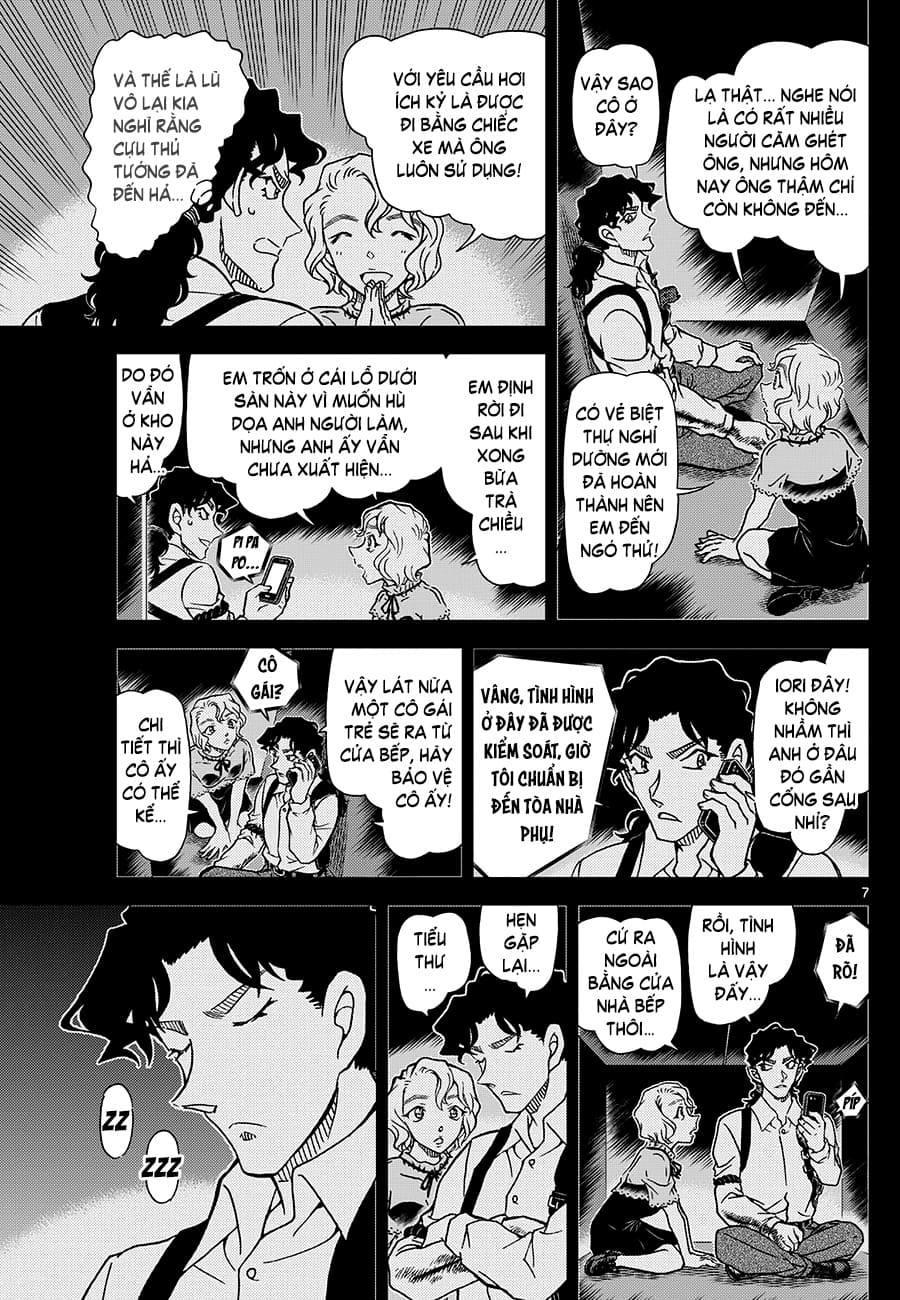 LẠ THẬT... NGHE NÓI
LÀ CÓ RẤT NHIỀU
NGƯỜI CĂM GHÉT
ÔNG, NHƯNG HÔM
NAY ÔNG THẬM CHÍ
CÒN KHÔNG ĐẾN...
VẬY SAO
CÔ Ở
ĐÂY?
CÓ VẺ BIỆT
THỰ NGHỈ
DƯỠNG MỚI
ĐÃ HOÀN
THÀNH NÊN
EM ĐẾN
NGÓ THỬ!
VỚI YÊU CẦU HƠI
ÍCH KỶ LÀ ĐƯỢC
ĐI BẰNG CHIẾC
XE MÀ ÔNG
LUÔN SỬ DỤNG!
VÀ THẾ LÀ LŨ
VÔ LẠI KIA
NGHĨ RẰNG
CỰU THỦ
TƯỚNG ĐÃ
ĐẾN HẢ...
EM ĐỊNH
RỜI ĐI
SAU KHI
XONG
BỮA
TRÀ
CHIỀU
...
EM TRỐN Ở CÁI LỖ DƯỚI
SÀN NÀY VÌ MUỐN HÙ
DỌA ANH NGƯỜI LÀM,
NHƯNG ANH ẤY VẪN
CHƯA XUẤT HIỆN...
DO ĐÓ
VẪN
Ở KHO
NÀY
HẢ...
PI PA
PO...
IORI ĐÂY!
KHÔNG
NHẦM THÌ
ANH Ở ĐÂU
ĐÓ GẦN
CỔNG SAU
NHỈ?
VÂNG, TÌNH HÌNH
Ở ĐÂY ĐÃ ĐƯỢC
KIỂM SOÁT, GIỜ
TÔI CHUẨN BỊ
ĐẾN TÒA NHÀ
PHỤ!
VẬY LÁT NỮA
MỘT CÔ GÁI
TRẺ SẼ RA TỪ
CỬA BẾP, HÃY
BẢO VỆ
CÔ ẤY!
CÔ
GÁI?
CHI
TIẾT THÌ
CÔ ẤY
CÓ THỂ
KỂ...
7
ĐÃ
RÕ!
RỒI, TÌNH
HÌNH
LÀ VẬY
ĐẤY...
CỨ RA
NGOÀI
BẰNG CỬA
NHÀ BẾP
THÔI...
PÍP
HẸN
GẶP
LẠI...
TIỂU
THƯ
...
ZZ
ZZZ